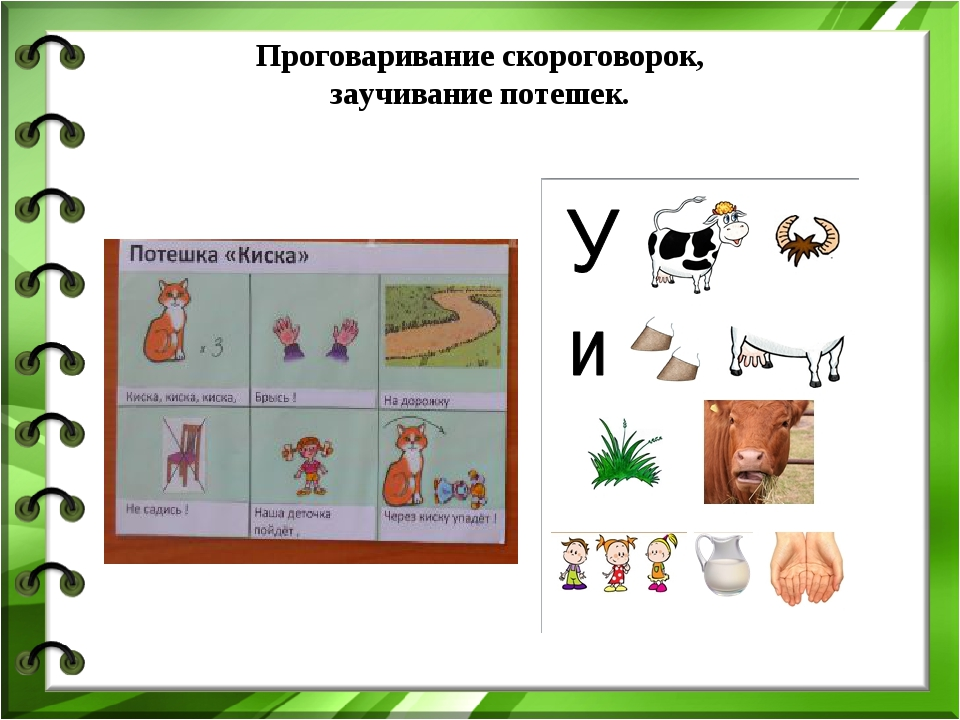 Проговаривание скороговорок,
заучивание потешек.
Потешка «Киска»
х 3
Киска, киска, киска,
Брысь !
На дорожку
Не садись !
Наша деточка
пойдёт ,
Через киску упадёт !
У
и